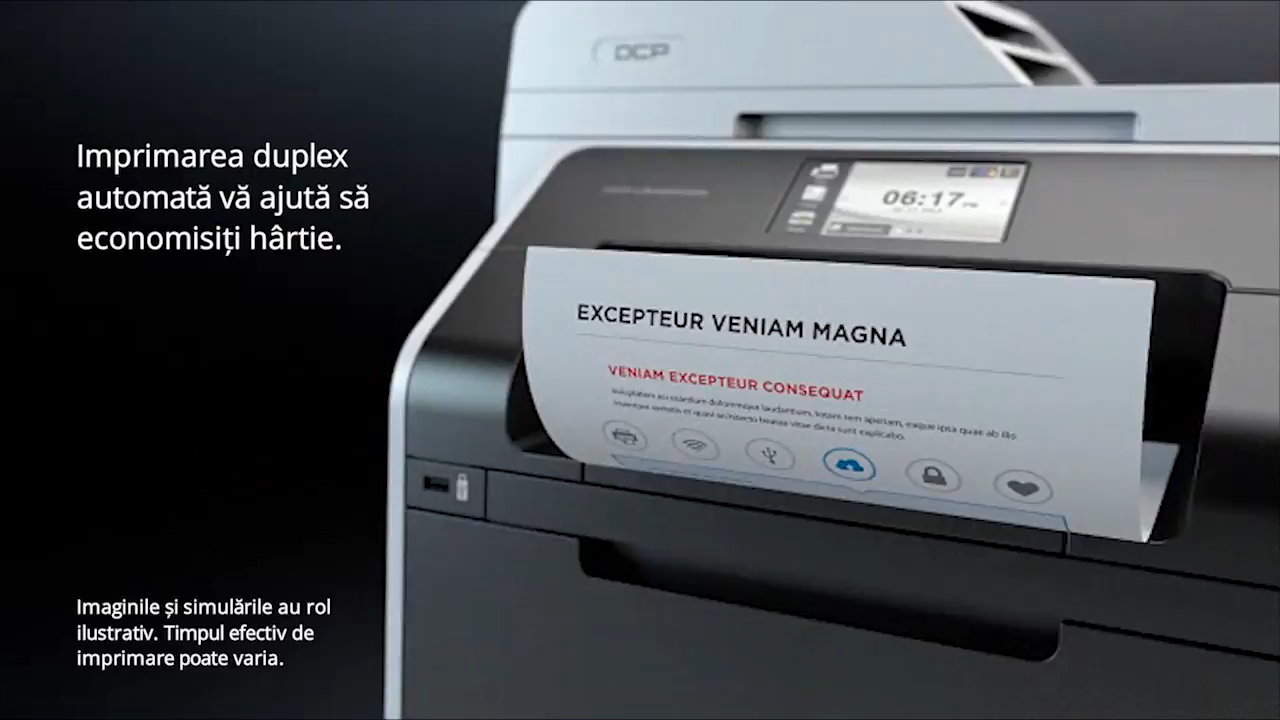 Imprimarea duplex
automată vă ajută să
economisiți hârtie.
DCP
06:17
EXCEPTEUR VENIAM MAGNA
VENIAM EXCEPTEUR CONSEQUAT
Imaginile și simulările au rol
ilustrativ. Timpul efectiv de
imprimare poate varia.